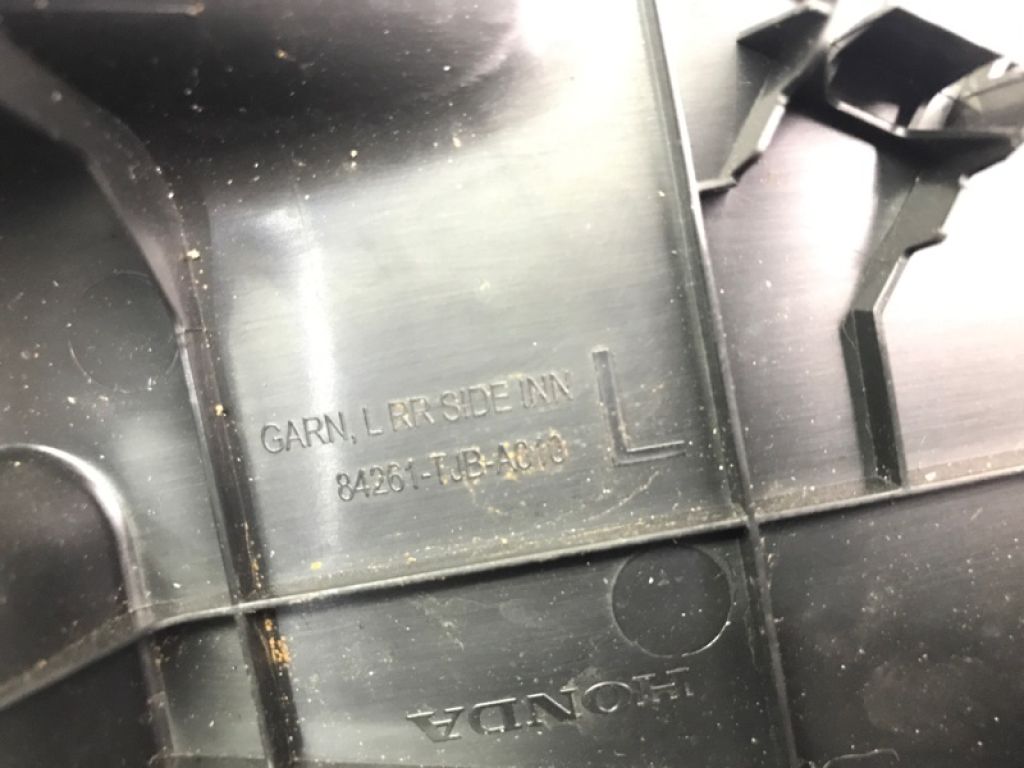 GARN, L RR SIDE INN
84261-TJB-A010
L
HONDA